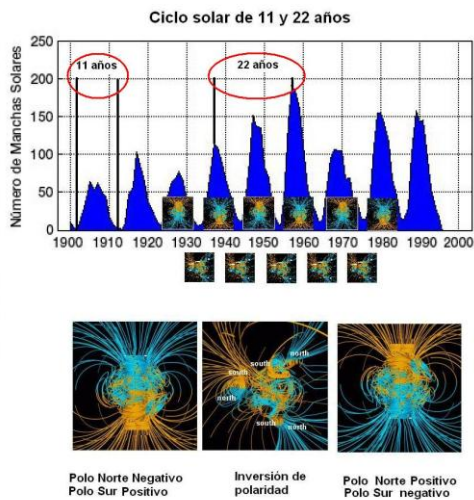 Ciclo solar de 11 y 22 años
Número de Manchas Solares
250
200
150
100
50
0
11 años
22 años
1900 1910 1920 1930 1940 1950 1960 1970 1980 1990 2000
south
north
south
north
south
north
Polo Norte Negativo
Polo Sur Positivo
Inversión de
polaridad
Polo Norte Positivo
Polo Sur negativo